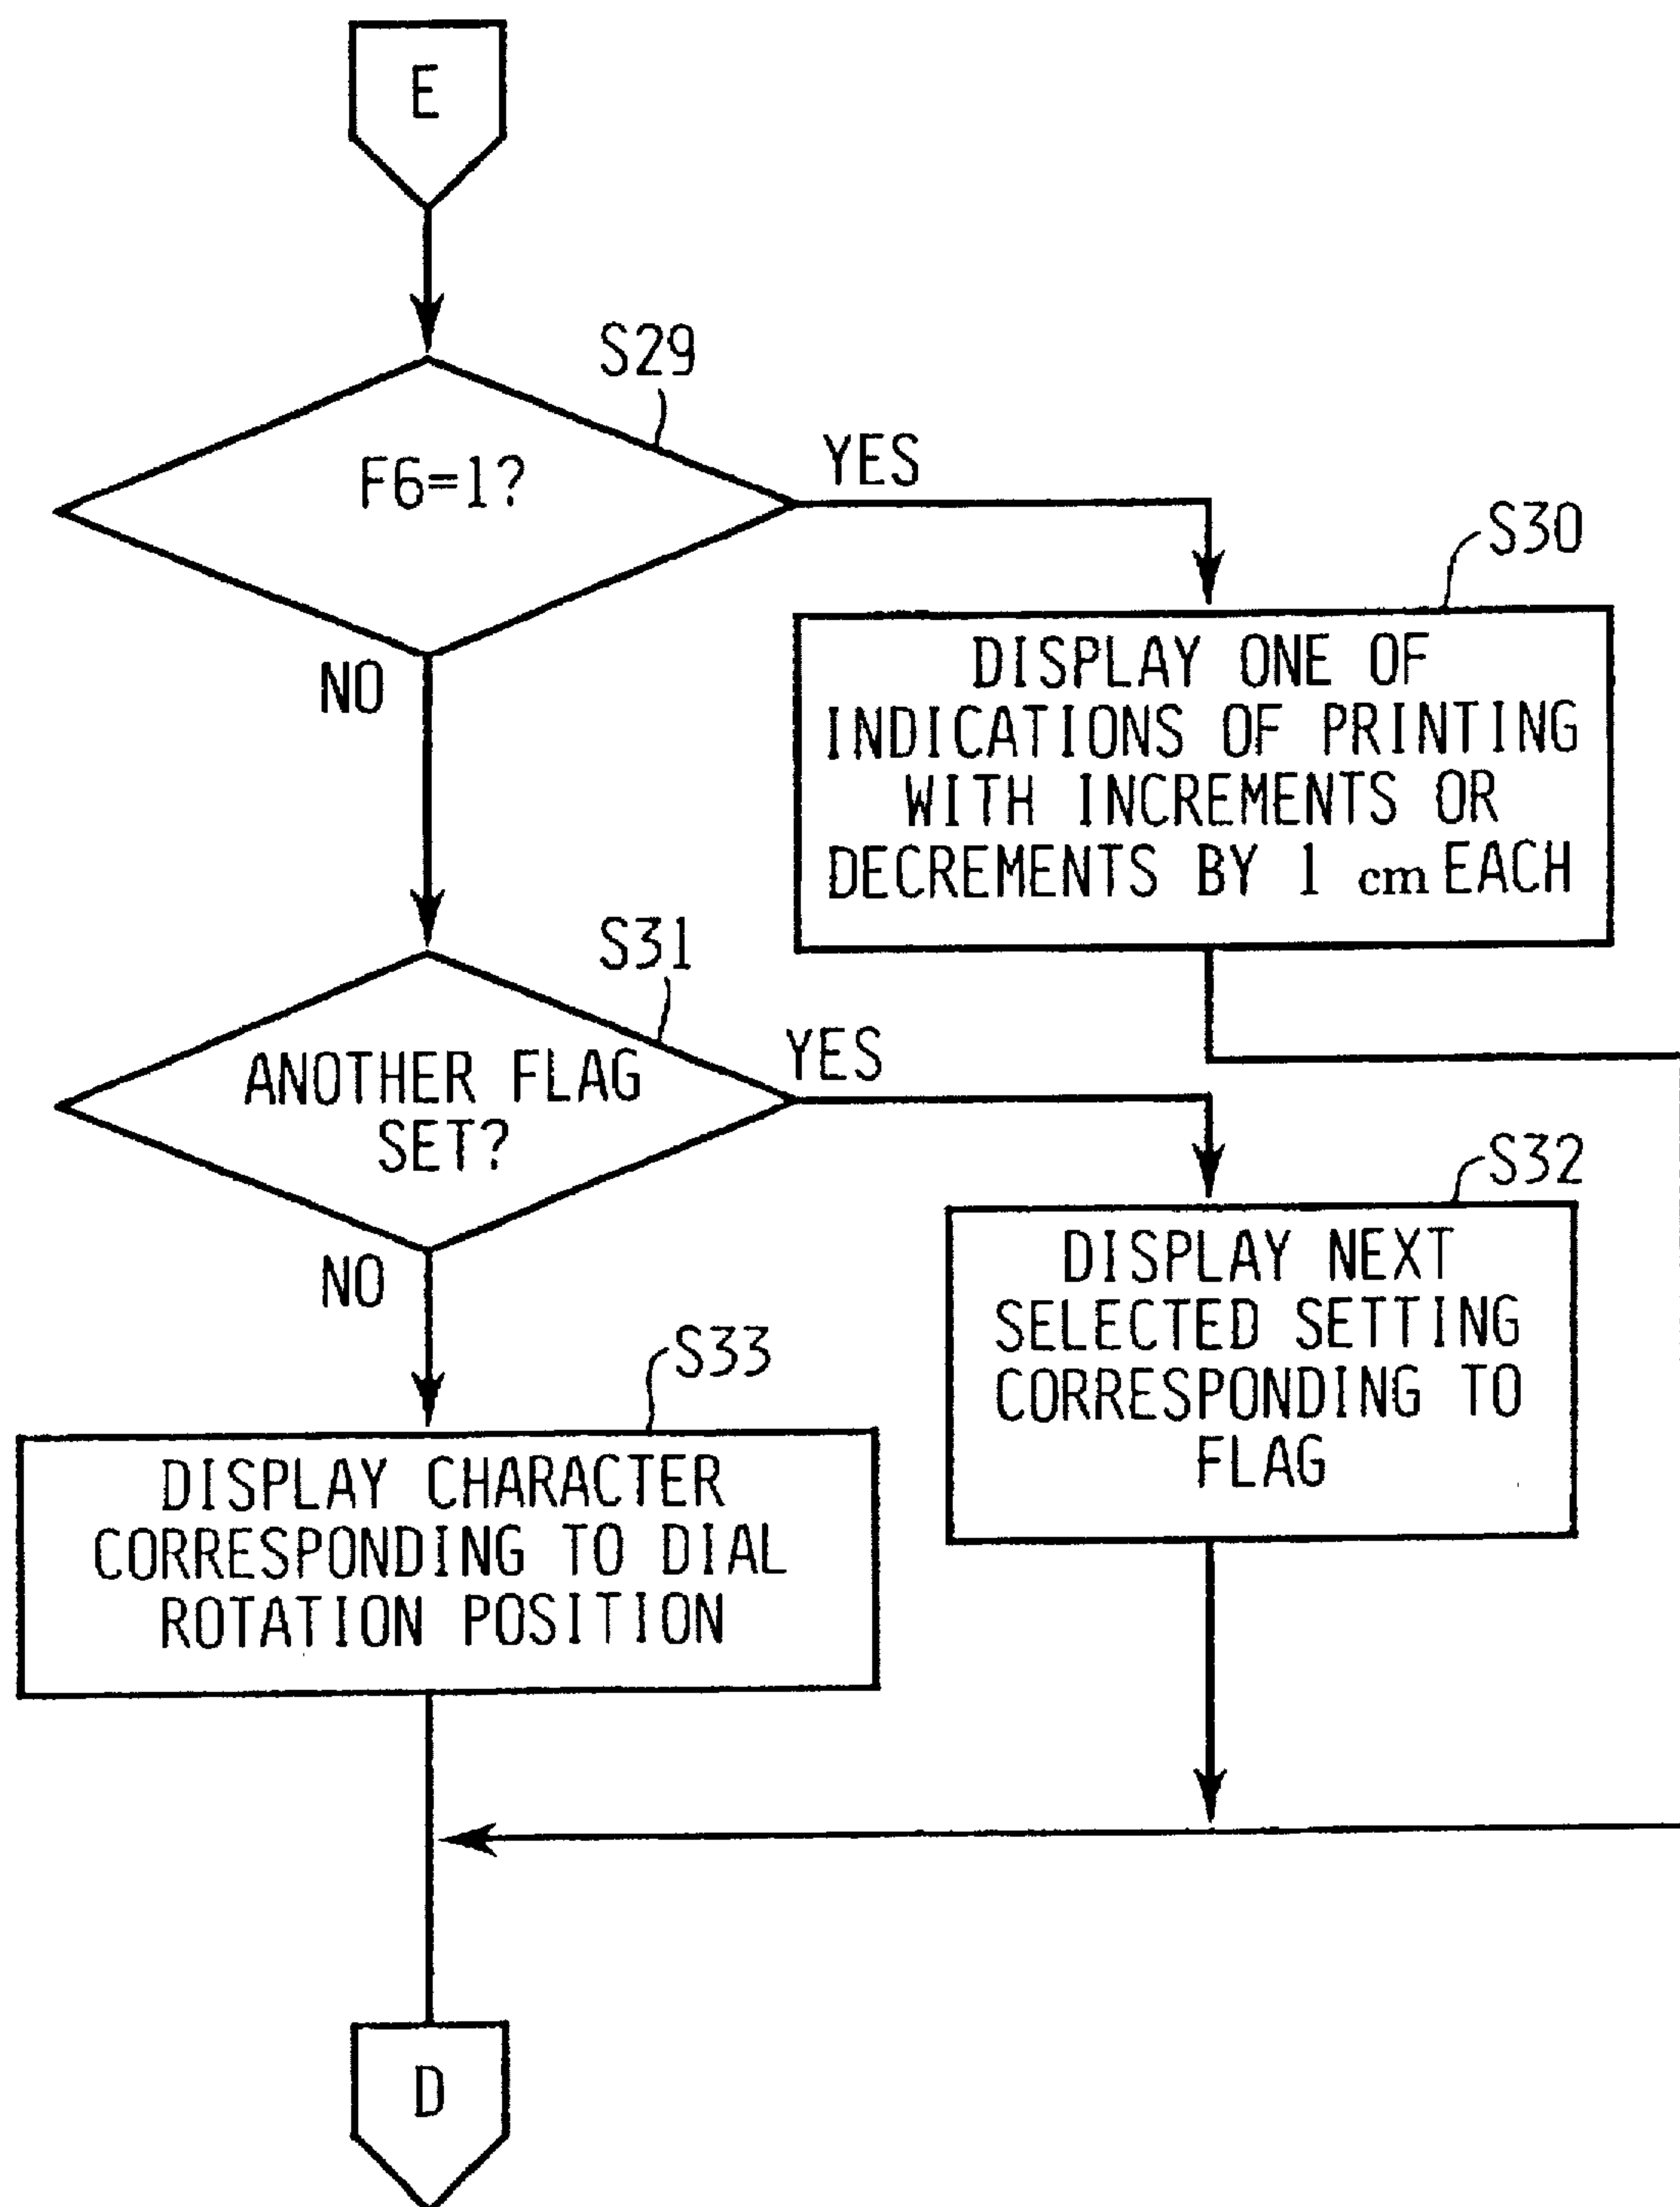 E
S29
F6=1?
YES
NO
S30
DISPLAY ONE OF
INDICATIONS OF PRINTING
WITH INCREMENTS OR
DECREMENTS BY 1 cm EACH
S31
ANOTHER FLAG
SET?
YES
NO
S32
DISPLAY NEXT
SELECTED SETTING
CORRESPONDING TO
FLAG
S33
DISPLAY CHARACTER
CORRESPONDING TO DIAL
ROTATION POSITION
D